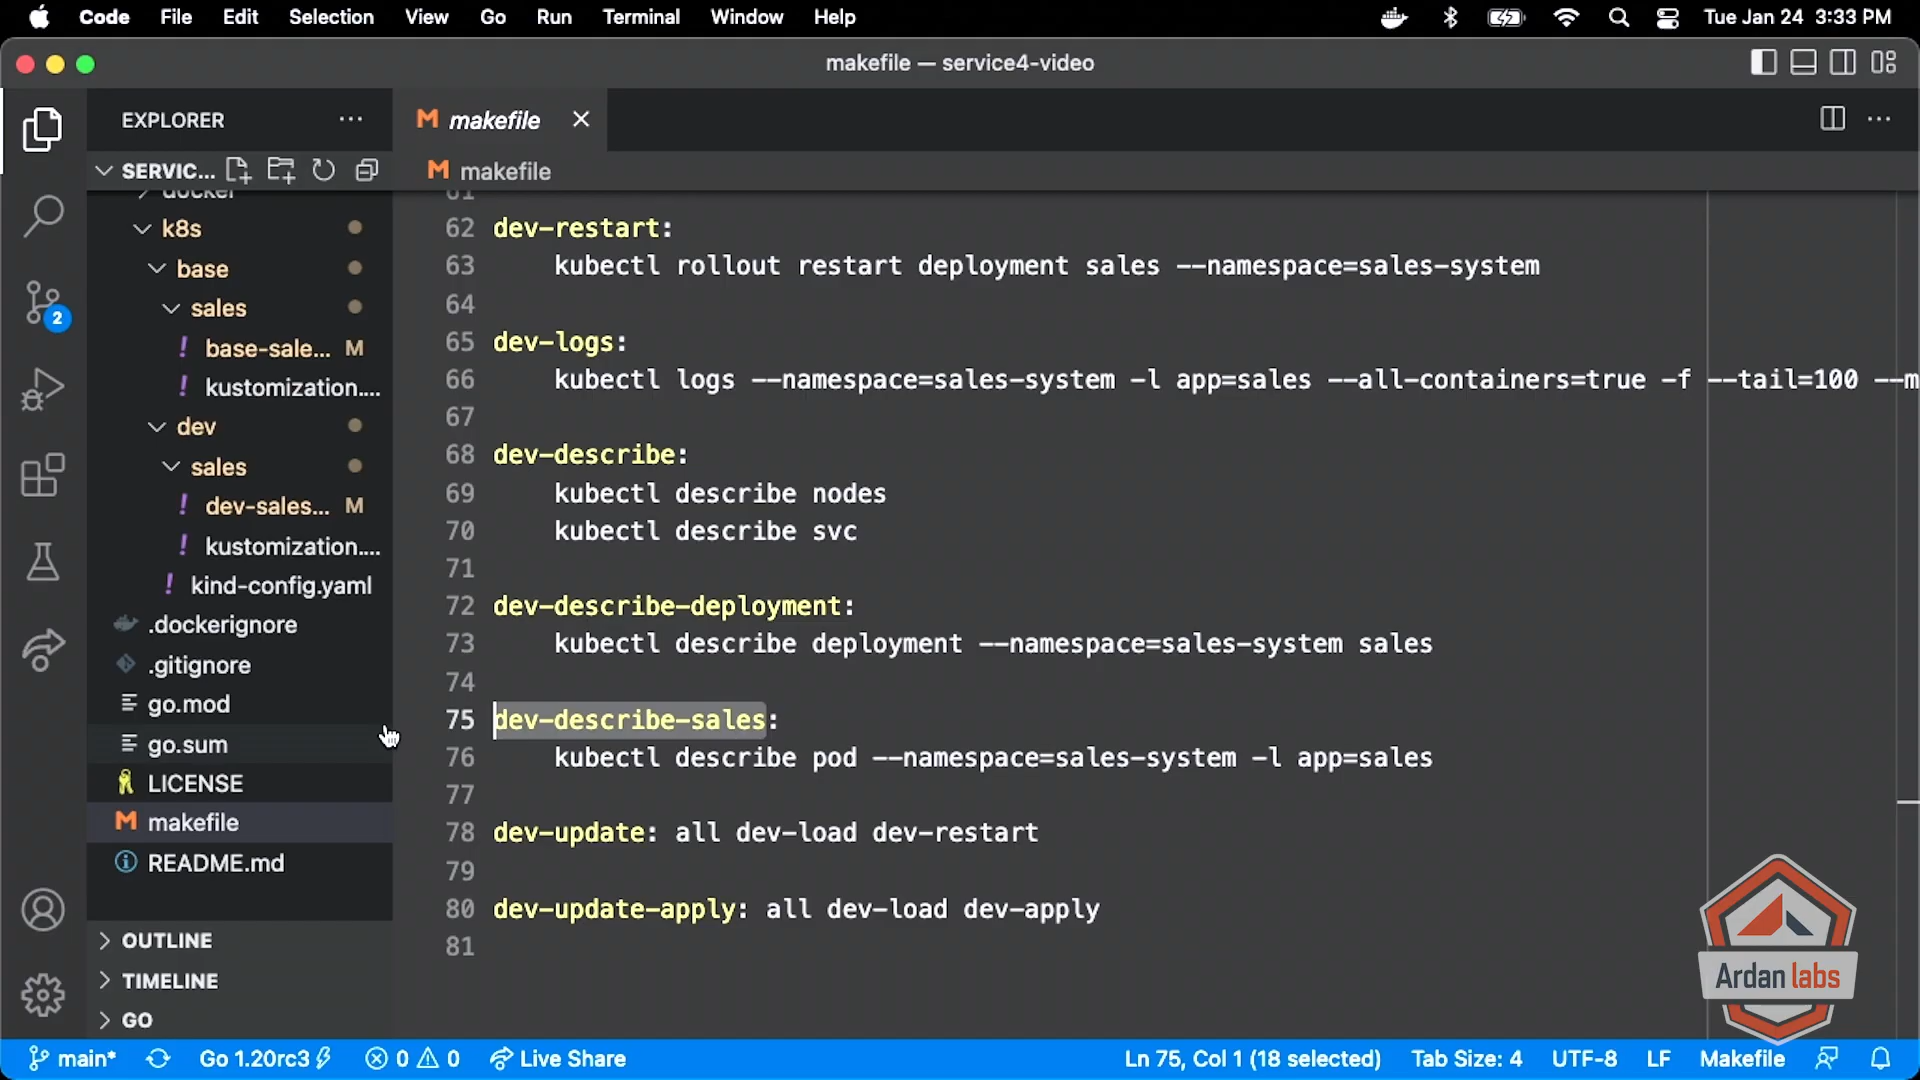 Code File Edit Selection View Go Run Terminal Window Help Tue Jan 24 3:33 PM
makefile — service4-video
EXPLORER
SERVIC...
docker
k8s
base
sales
! base-sale... M
! kustomization....
dev
sales
! dev-sales... M
! kustomization....
! kind-config.yaml
.dockerignore
.gitignore
go.mod
go.sum
LICENSE
M makefile
README.md
OUTLINE
TIMELINE
GO
2
M makefile
M makefile
61
62 dev-restart:
63 kubectl rollout restart deployment sales --namespace=sales-system
64
65 dev-logs:
66 kubectl logs --namespace=sales-system -l app=sales --all-containers=true -f --tail=100 --m
67
68 dev-describe:
69 kubectl describe nodes
70 kubectl describe svc
71
72 dev-describe-deployment:
73 kubectl describe deployment --namespace=sales-system sales
74
75 dev-describe-sales:
76 kubectl describe pod --namespace=sales-system -l app=sales
77
78 dev-update: all dev-load dev-restart
79
80 dev-update-apply: all dev-load dev-apply
81
Ardan labs
main* Go 1.20rc3 0 0 Live Share Ln 75, Col 1 (18 selected) Tab Size: 4 UTF-8 LF Makefile